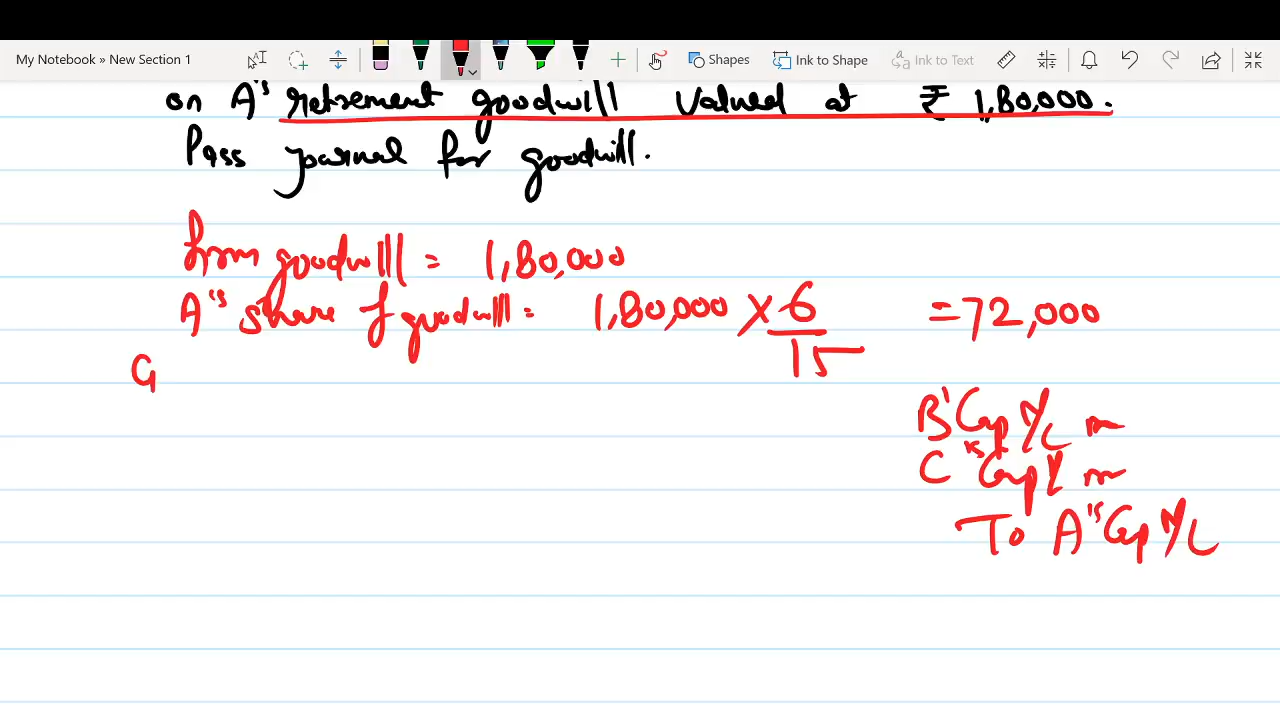 My Notebook » New Section 1
Shapes
Ink to Shape
Ink to Text
on A's retirement goodwill valued at ₹ 1,80,000.
Pass journal for goodwill.
firm goodwill = 1,80,000
A's share of goodwill = 1,80,000 × 6/15 = 72,000
G
B' Cap A/c
C's Cap
To A's Cap A/c